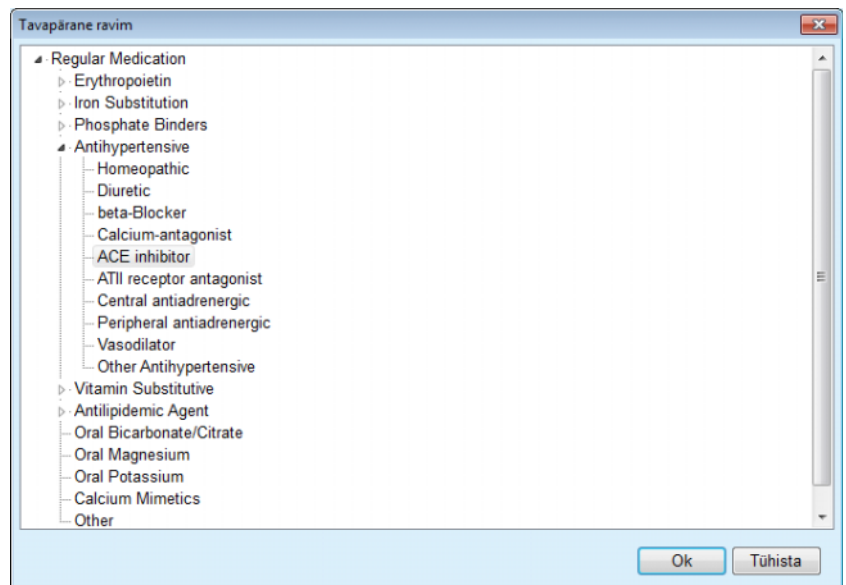 Tavapärane ravim
Regular Medication
Erythropoietin
Iron Substitution
Phosphate Binders
Antihypertensive
Homeopathic
Diuretic
beta-Blocker
Calcium-antagonist
ACE inhibitor
ATII receptor antagonist
Central antiadrenergic
Peripheral antiadrenergic
Vasodilator
Other Antihypertensive
Vitamin Substitutive
Antilipidemic Agent
Oral Bicarbonate/Citrate
Oral Magnesium
Oral Potassium
Calcium Mimetics
Other
Ok Tühista